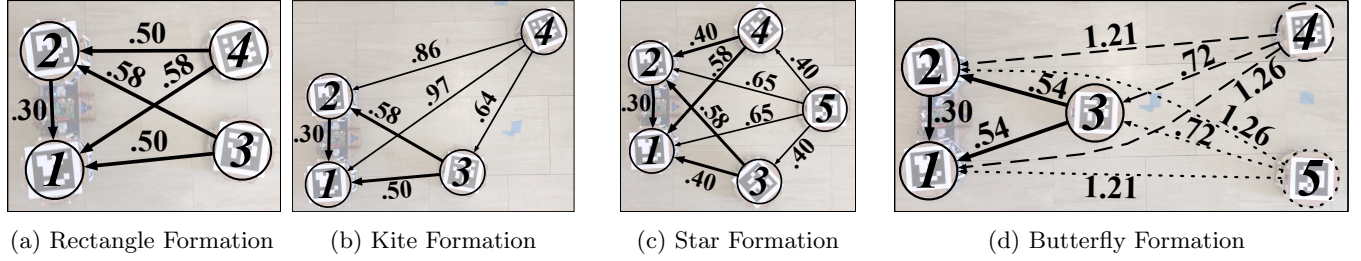 2 .50 4
.58 .58
.30
1 .50 3
4
.86
2 .58 .97 .64
.30
1 .50 3
4
.40
2 .58 .65 .40
.30 5
.58 .65
1 .40
.40 3
1.21 4
2 .72
.54 1.26
.30 3
.54 .72 1.26
1 1.21 5
(a) Rectangle Formation (b) Kite Formation (c) Star Formation (d) Butterfly Formation